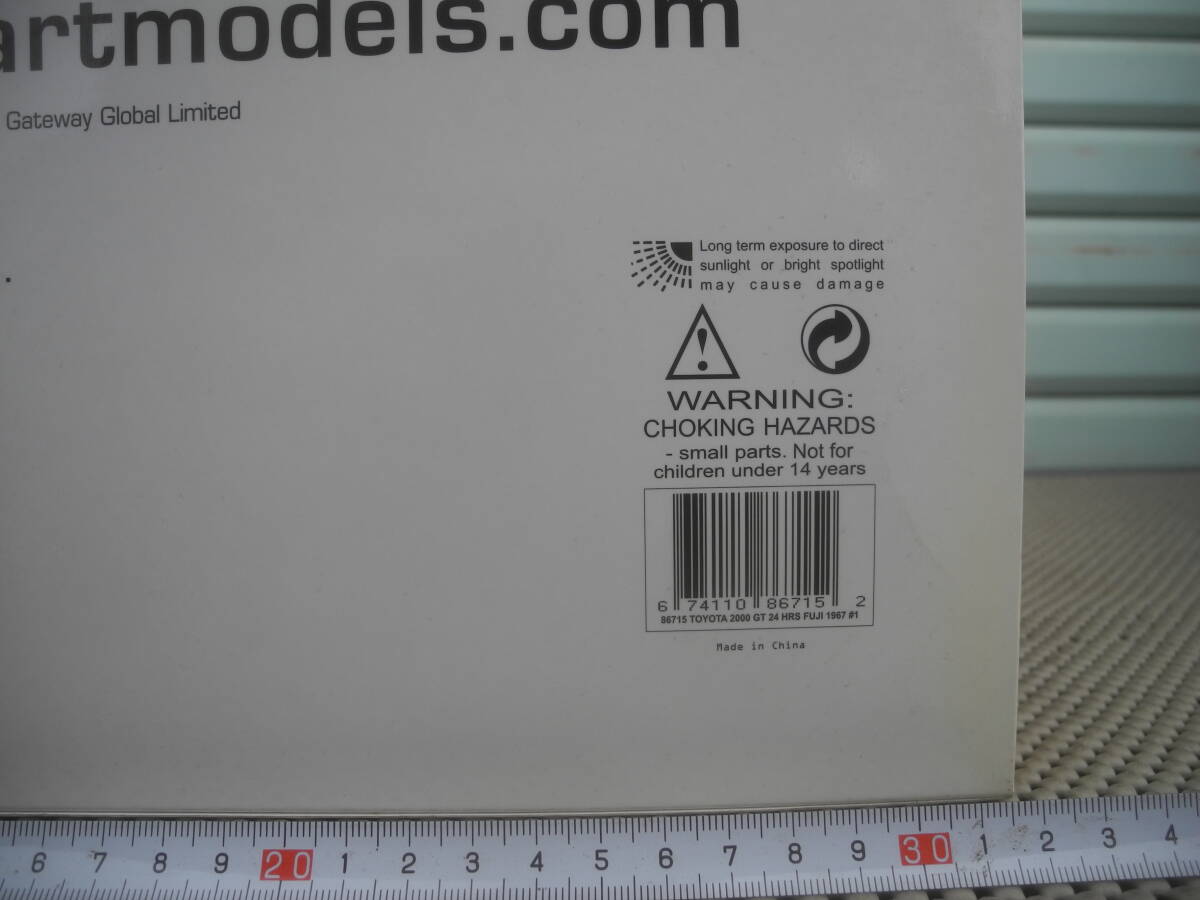 artmodels.com
Gateway Global Limited
Long term exposure to direct
sunlight or bright spotlight
may cause damage
WARNING:
CHOKING HAZARDS
- small parts. Not for
children under 14 years
6 74110 86715 2
86715 TOYOTA 2000 GT 24 HRS FUJI 1967 #1
Made in China
6 7 8 9 20 1 2 3 4 5 6 7 8 9 30 1 2 3 4